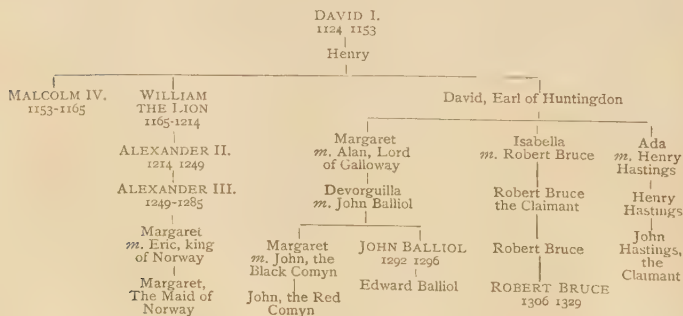 DAVID I.
1124 1153
Henry
MALCOLM IV.
1153-1165
WILLIAM
THE LION
1165-1214
David, Earl of Huntingdon
ALEXANDER II.
1214 1249
ALEXANDER III.
1249-1285
Margaret
m. Eric, king
of Norway
Margaret,
The Maid of
Norway
Margaret
m. Alan, Lord
of Galloway
Devorguilla
m. John Balliol
Margaret
m. John, the
Black Comyn
John, the Red
Comyn
JOHN BALLIOL
1292 1296
Edward Balliol
Isabella
m. Robert Bruce
Robert Bruce
the Claimant
Robert Bruce
ROBERT BRUCE
1306 1329
Ada
m. Henry
Hastings
Henry
Hastings
John
Hastings,
the
Claimant